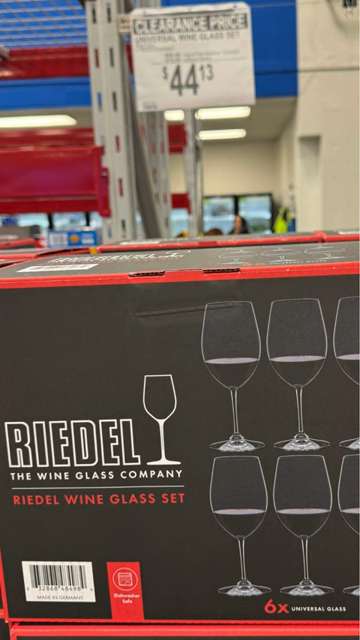 CLEARANCE PRICE
UNIVERSAL WINE GLASS SET
$44.13
RIEDEL
THE WINE GLASS COMPANY
RIEDEL WINE GLASS SET
MADE IN GERMANY
Dishwasher
Safe
6x UNIVERSAL GLASS